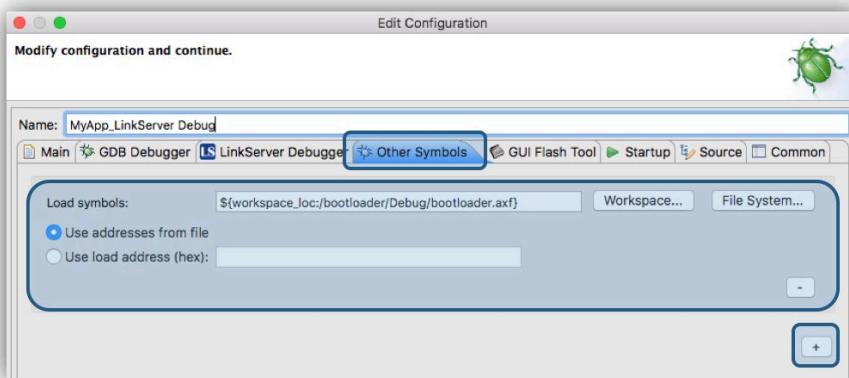 Edit Configuration
Modify configuration and continue.
Name: MyApp_LinkServer Debug
Main GDB Debugger LS LinkServer Debugger Other Symbols GUI Flash Tool Startup Source Common
Load symbols: ${workspace_loc:/bootloader/Debug/bootloader.axf} Workspace... File System...
Use addresses from file
Use load address (hex):
-
+